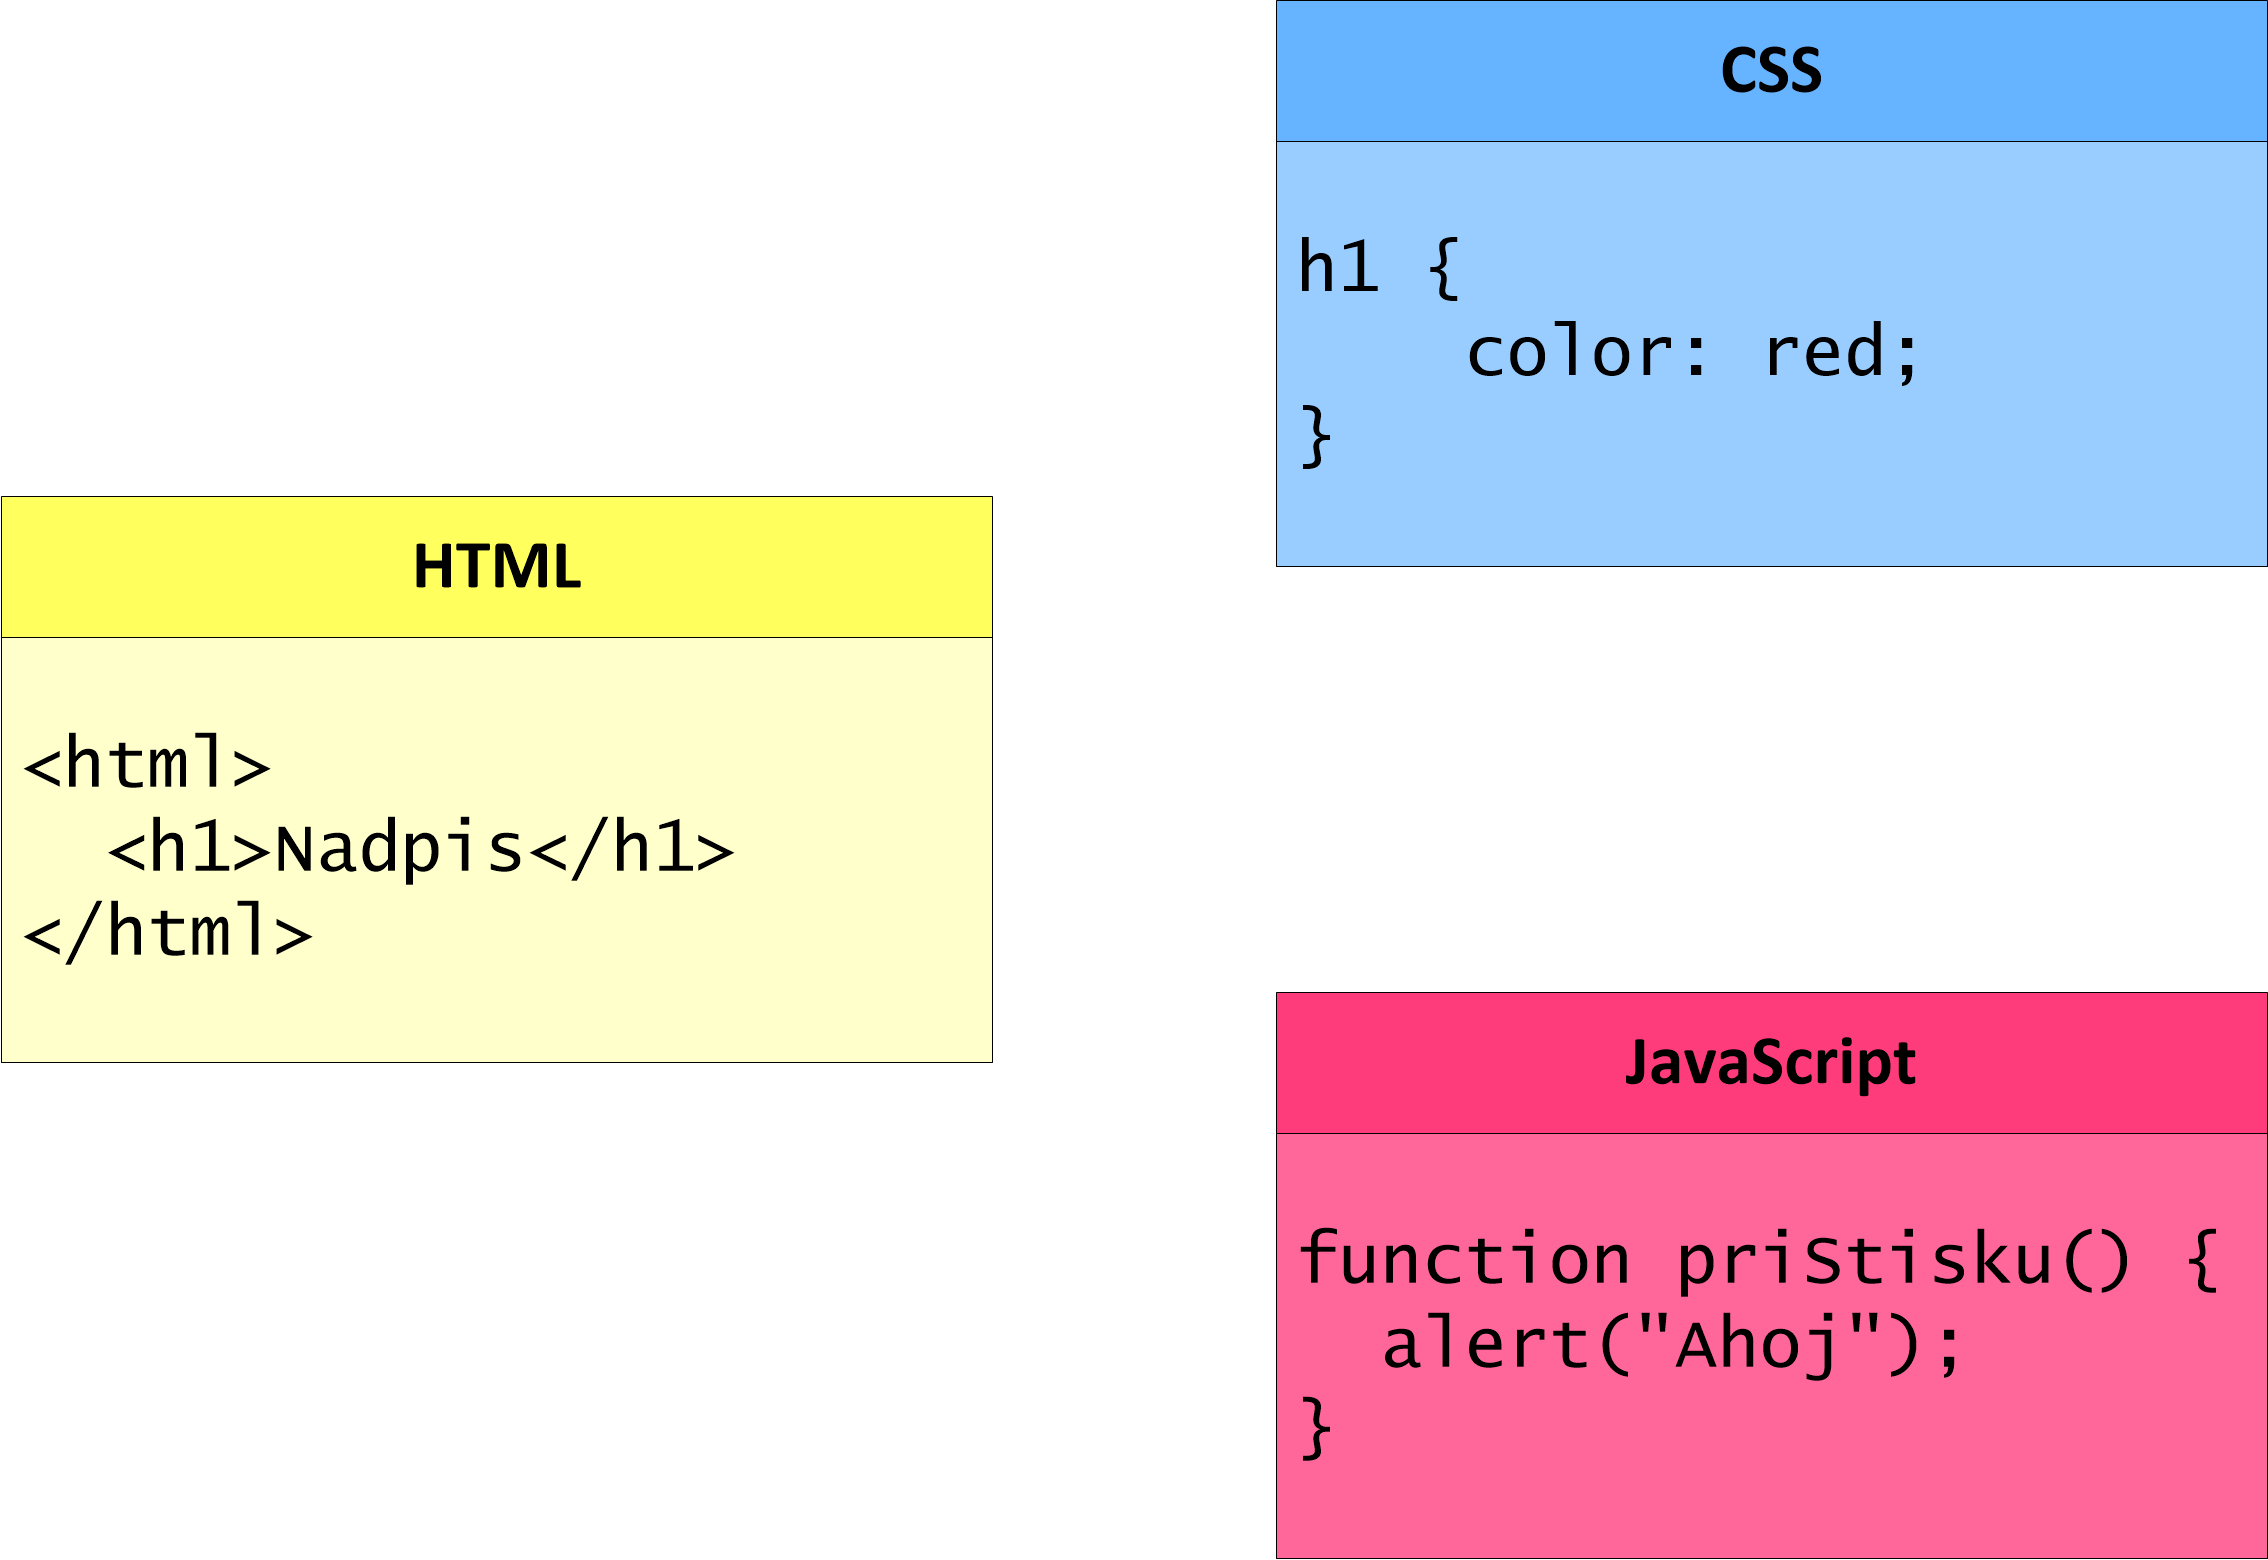 CSS
h1 {
    color: red;
}
HTML
<html>
  <h1>Nadpis</h1>
</html>
JavaScript
function priStisku() {
  alert("Ahoj");
}